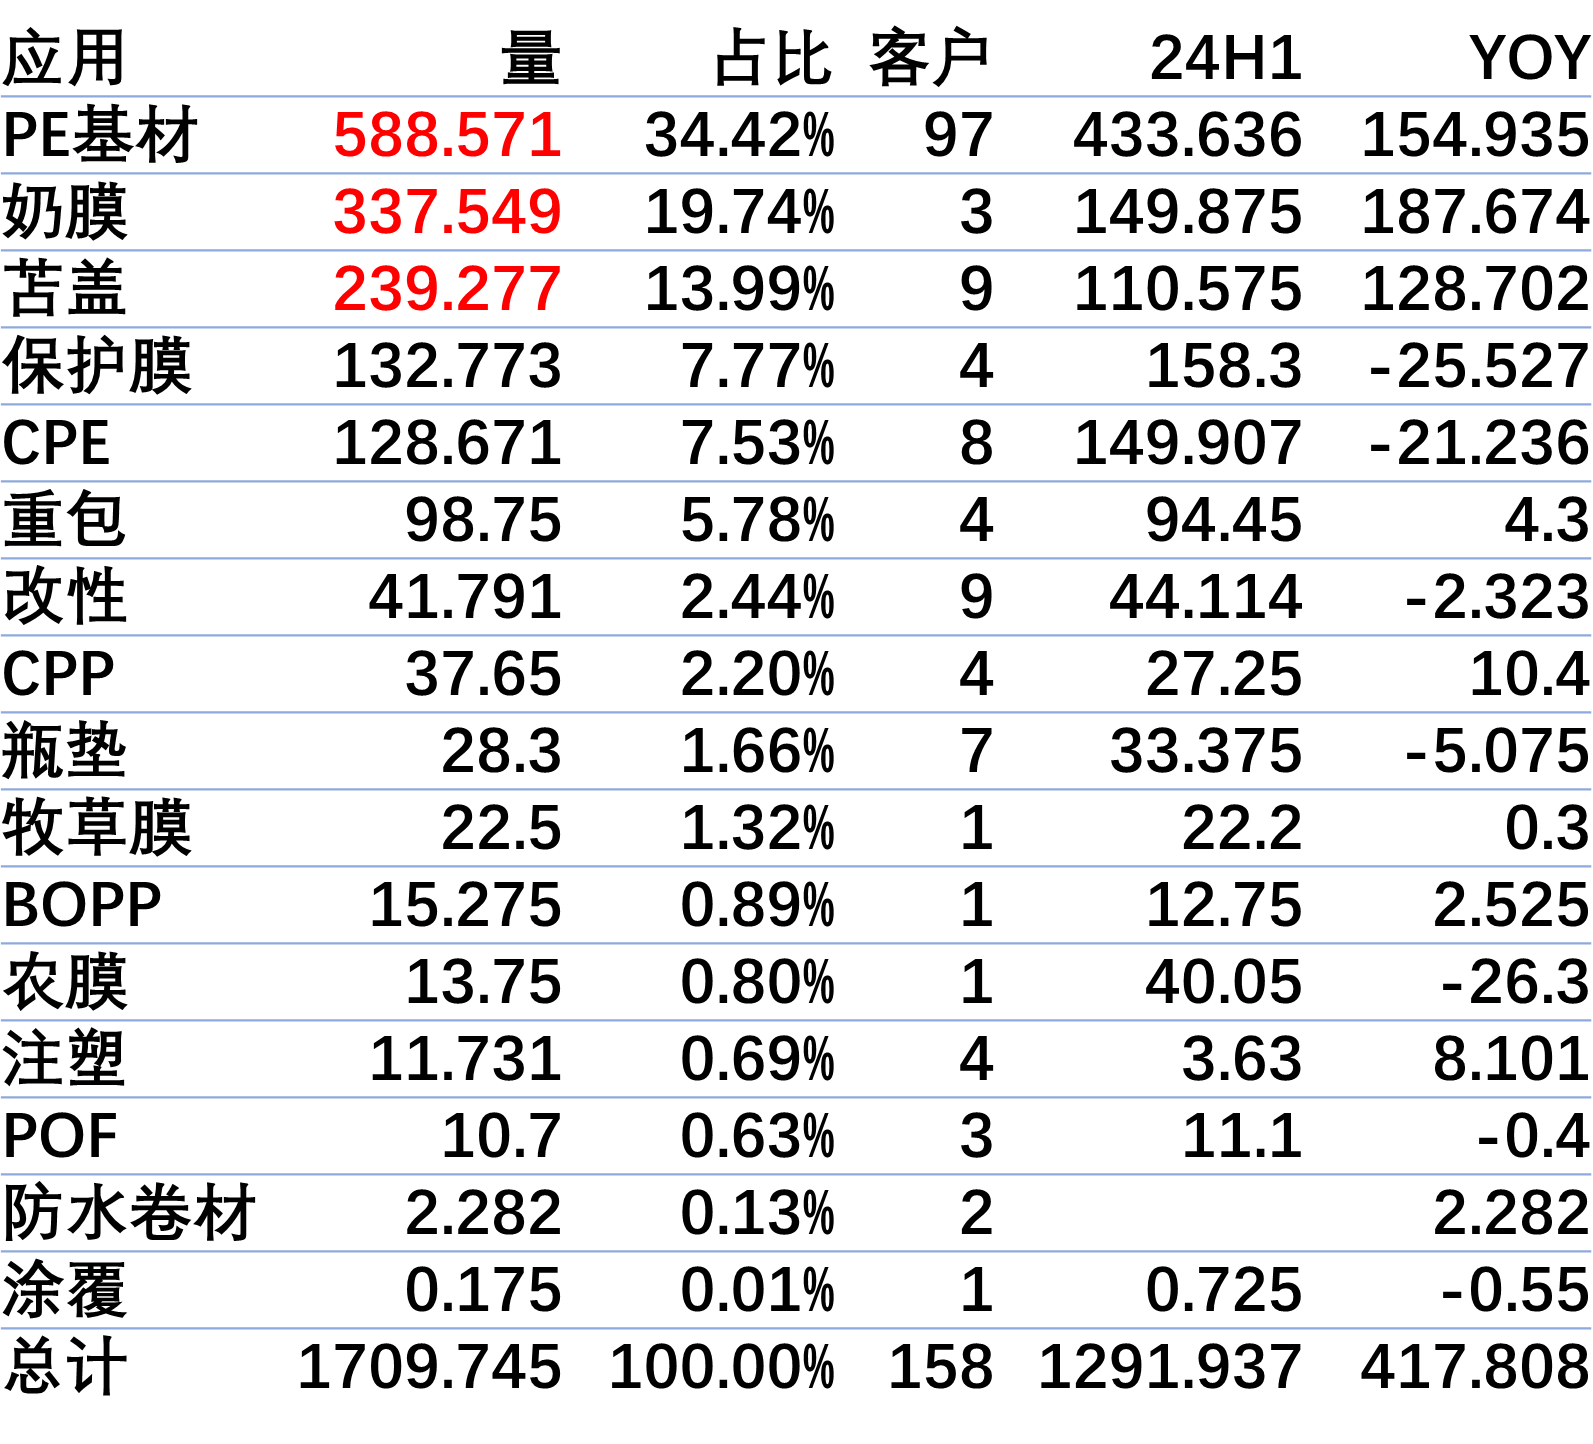 应用 量 占比 客户 24H1 YOY
PE基材 588.571 34.42% 97 433.636 154.935
奶膜 337.549 19.74% 3 149.875 187.674
苫盖 239.277 13.99% 9 110.575 128.702
保护膜 132.773 7.77% 4 158.3 -25.527
CPE 128.671 7.53% 8 149.907 -21.236
重包 98.75 5.78% 4 94.45 4.3
改性 41.791 2.44% 9 44.114 -2.323
CPP 37.65 2.20% 4 27.25 10.4
瓶垫 28.3 1.66% 7 33.375 -5.075
牧草膜 22.5 1.32% 1 22.2 0.3
BOPP 15.275 0.89% 1 12.75 2.525
农膜 13.75 0.80% 1 40.05 -26.3
注塑 11.731 0.69% 4 3.63 8.101
POF 10.7 0.63% 3 11.1 -0.4
防水卷材 2.282 0.13% 2 2.282
涂覆 0.175 0.01% 1 0.725 -0.55
总计 1709.745 100.00% 158 1291.937 417.808